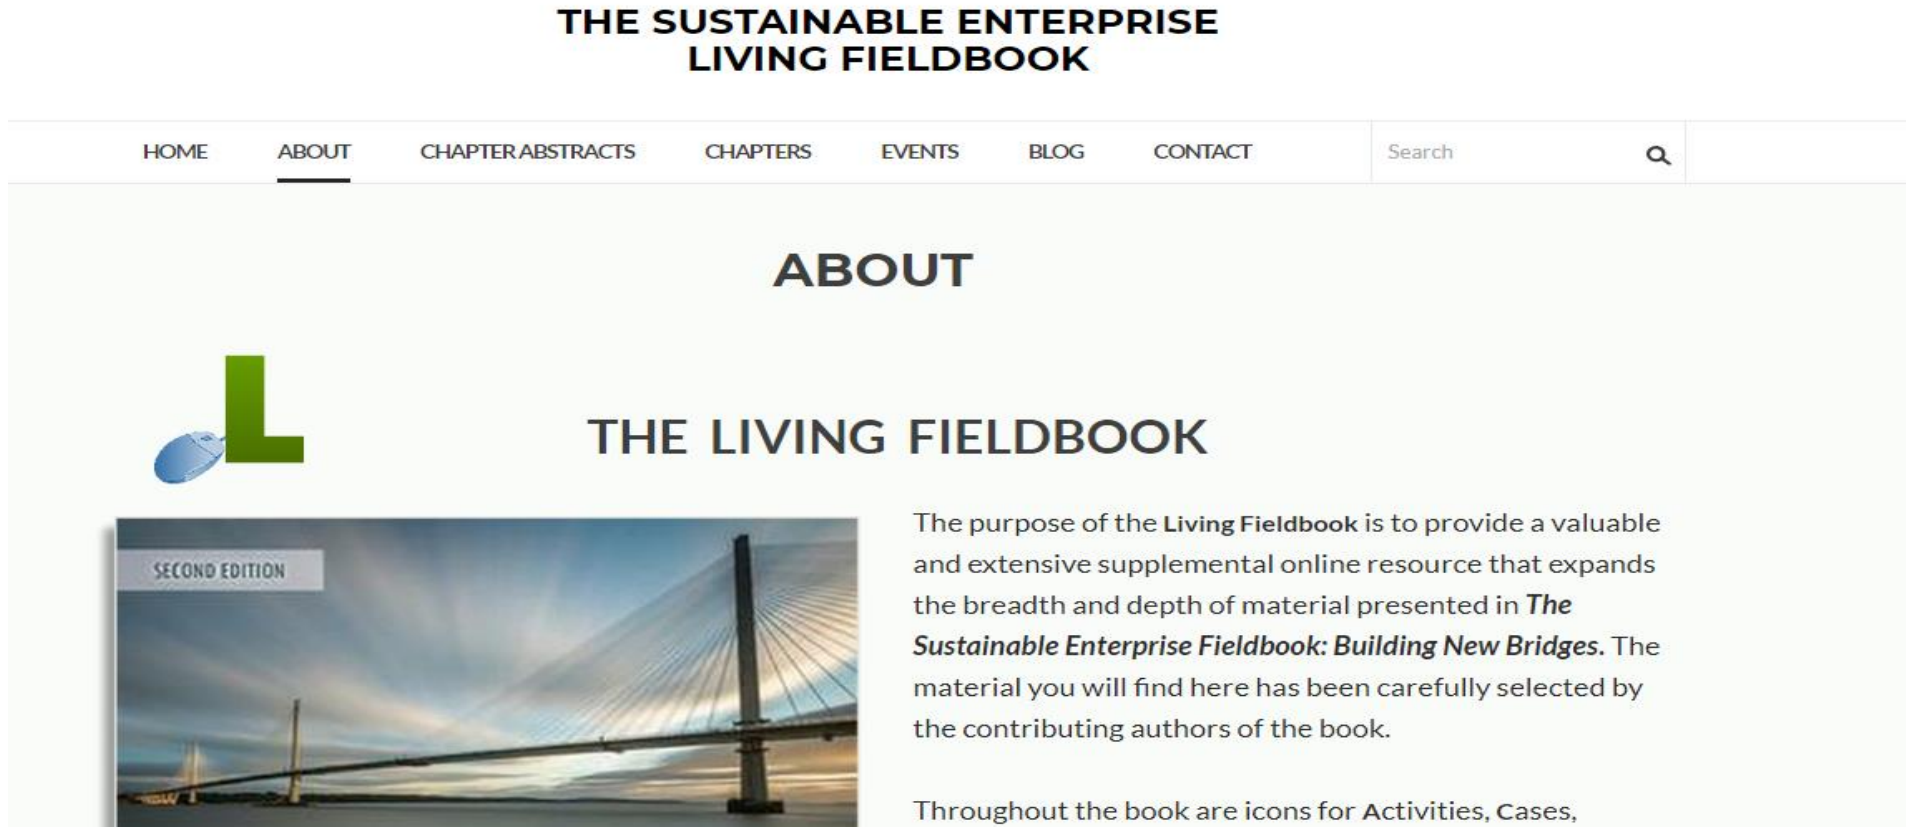 THE SUSTAINABLE ENTERPRISE
LIVING FIELDBOOK
HOME ABOUT CHAPTER ABSTRACTS CHAPTERS EVENTS BLOG CONTACT Search
ABOUT
L
THE LIVING FIELDBOOK
SECOND EDITION
The purpose of the Living Fieldbook is to provide a valuable
and extensive supplemental online resource that expands
the breadth and depth of material presented in The
Sustainable Enterprise Fieldbook: Building New Bridges. The
material you will find here has been carefully selected by
the contributing authors of the book.
Throughout the book are icons for Activities, Cases,